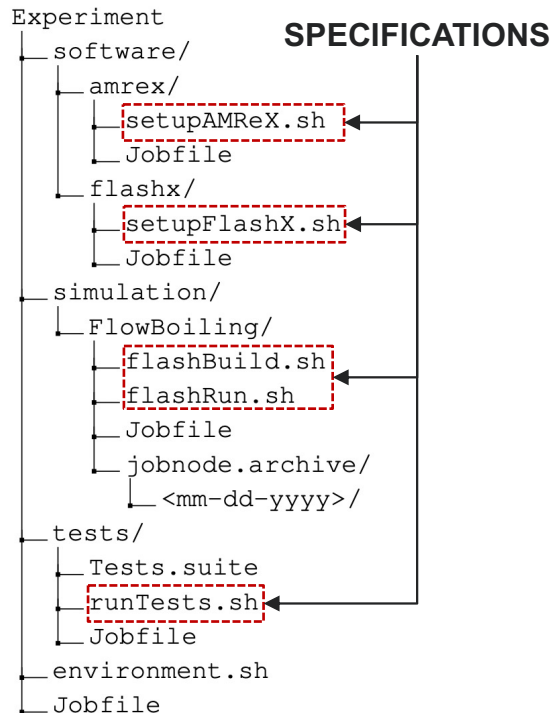 Experiment
SPECIFICATIONS
software/
amrex/
setupAMReX.sh
Jobfile
flashx/
setupFlashX.sh
Jobfile
simulation/
FlowBoiling/
flashBuild.sh
flashRun.sh
Jobfile
jobnode.archive/
<mm-dd-yyyy>/
tests/
Tests.suite
runTests.sh
Jobfile
environment.sh
Jobfile